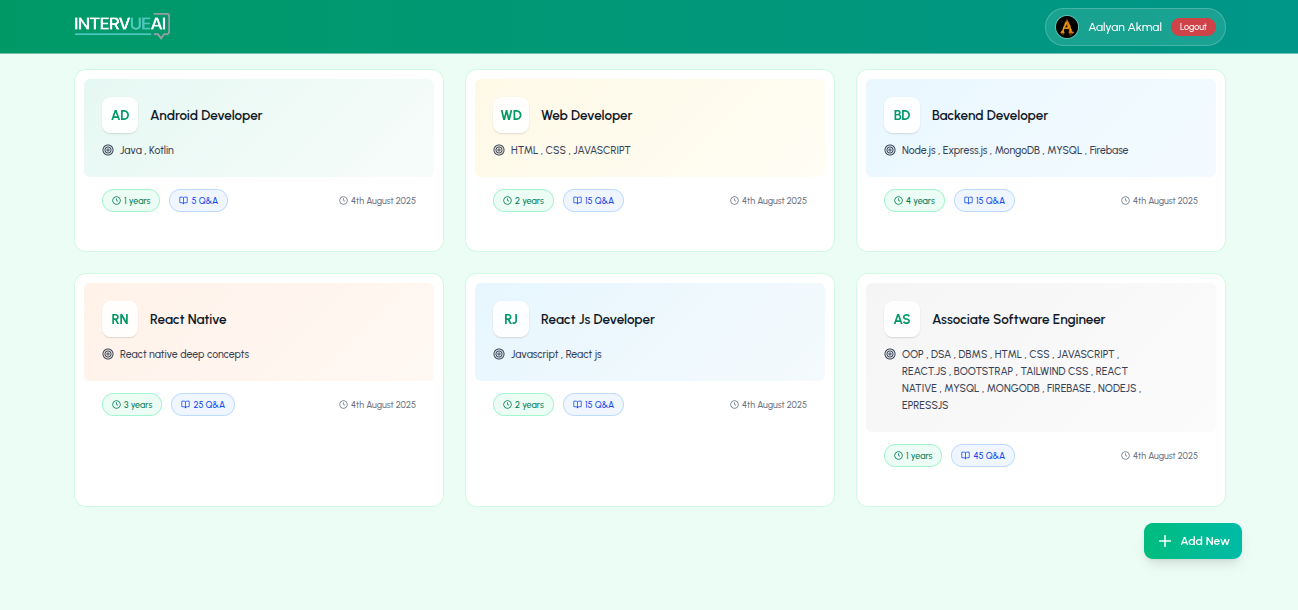 INTERVUEAI
A Aalyan Akmal Logout
AD Android Developer
Java , Kotlin
1 years 5 Q&A 4th August 2025
WD Web Developer
HTML , CSS , JAVASCRIPT
2 years 15 Q&A 4th August 2025
BD Backend Developer
Node.js , Express.js , MongoDB , MYSQL , Firebase
4 years 15 Q&A 4th August 2025
RN React Native
React native deep concepts
3 years 25 Q&A 4th August 2025
RJ React Js Developer
Javascript , React js
2 years 15 Q&A 4th August 2025
AS Associate Software Engineer
OOP , DSA , DBMS , HTML , CSS , JAVASCRIPT ,
REACT.JS , BOOTSTRAP , TAILWIND CSS , REACT
NATIVE , MYSQL , MONGODB , FIREBASE , NODEJS ,
EPRESSJS
1 years 45 Q&A 4th August 2025
Add New